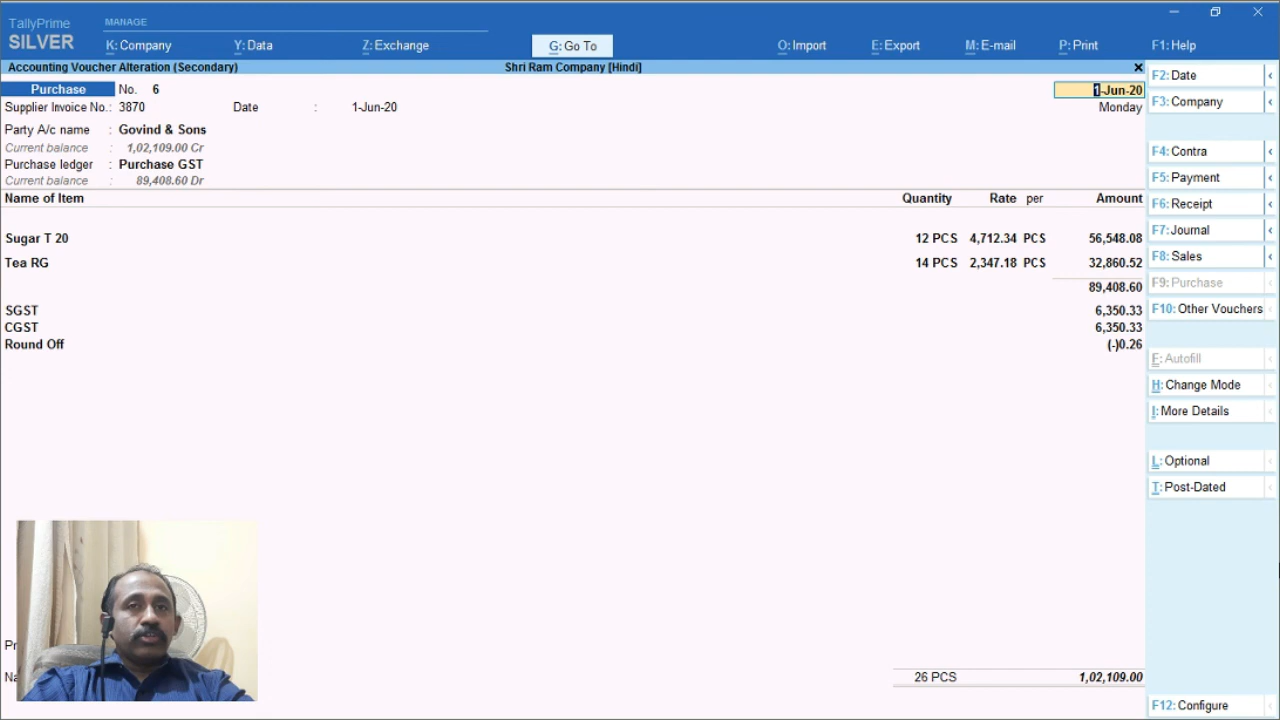 TallyPrime
SILVER
MANAGE
K: Company
Y: Data
Z: Exchange
G: Go To
O: Import
E: Export
M: E-mail
P: Print
F1: Help
Accounting Voucher Alteration (Secondary)
Shri Ram Company [Hindi]
Purchase No. 6
1-Jun-20
Supplier Invoice No.: 3870 Date : 1-Jun-20
Monday
Party A/c name : Govind & Sons
Current balance : 1,02,109.00 Cr
Purchase ledger : Purchase GST
Current balance : 89,408.60 Dr
Name of Item Quantity Rate per Amount
Sugar T 20 12 PCS 4,712.34 PCS 56,548.08
Tea RG 14 PCS 2,347.18 PCS 32,860.52
89,408.60
SGST 6,350.33
CGST 6,350.33
Round Off (-)0.26
26 PCS 1,02,109.00
F2: Date
F3: Company
F4: Contra
F5: Payment
F6: Receipt
F7: Journal
F8: Sales
F9: Purchase
F10: Other Vouchers
F: Autofill
H: Change Mode
I: More Details
L: Optional
T: Post-Dated
F12: Configure